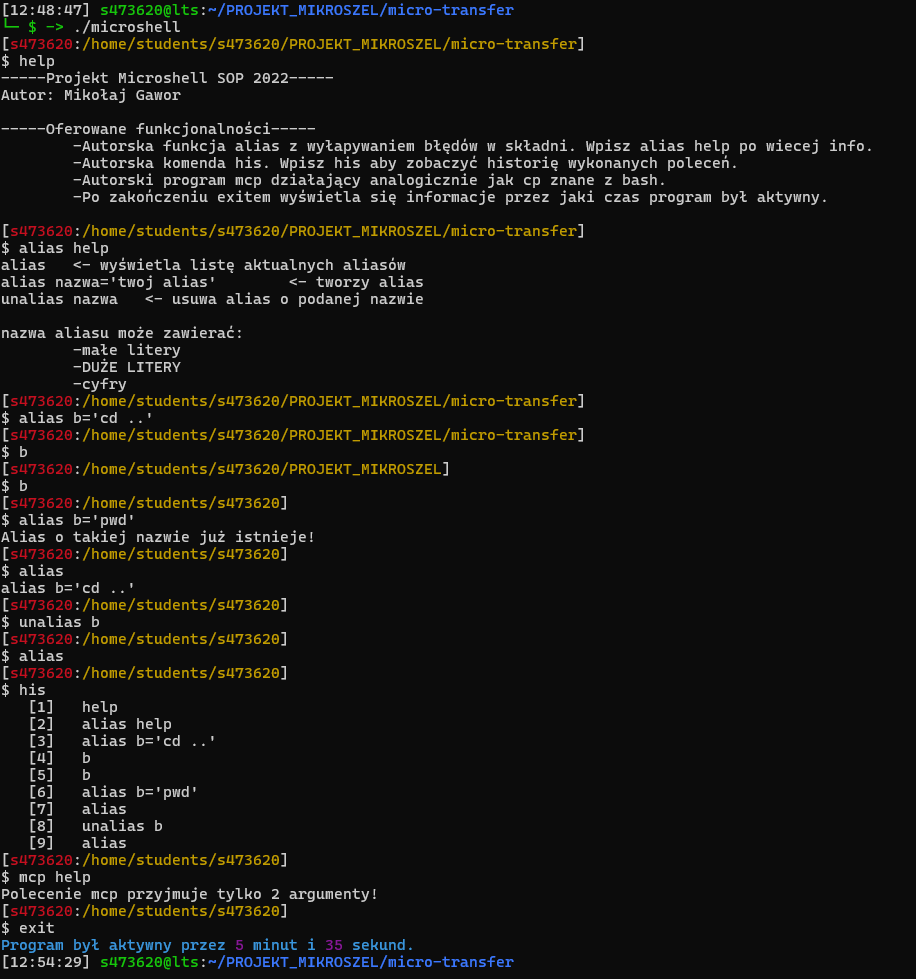 [12:48:47] s473620@lts:~/PROJEKT_MIKROSZEL/micro-transfer
└─ $ -> ./microshell
[s473620:/home/students/s473620/PROJEKT_MIKROSZEL/micro-transfer]
$ help
-----Projekt Microshell SOP 2022-----
Autor: Mikołaj Gawor

-----Oferowane funkcjonalności-----
        -Autorska funkcja alias z wyłapywaniem błędów w składni. Wpisz alias help po wiecej info.
        -Autorska komenda his. Wpisz his aby zobaczyć historię wykonanych poleceń.
        -Autorski program mcp działający analogicznie jak cp znane z bash.
        -Po zakończeniu exitem wyświetla się informacje przez jaki czas program był aktywny.

[s473620:/home/students/s473620/PROJEKT_MIKROSZEL/micro-transfer]
$ alias help
alias   <- wyświetla listę aktualnych aliasów
alias nazwa='twoj alias'        <- tworzy alias
unalias nazwa   <- usuwa alias o podanej nazwie

nazwa aliasu może zawierać:
        -małe litery
        -DUŻE LITERY
        -cyfry
[s473620:/home/students/s473620/PROJEKT_MIKROSZEL/micro-transfer]
$ alias b='cd ..'
[s473620:/home/students/s473620/PROJEKT_MIKROSZEL/micro-transfer]
$ b
[s473620:/home/students/s473620/PROJEKT_MIKROSZEL]
$ b
[s473620:/home/students/s473620]
$ alias b='pwd'
Alias o takiej nazwie już istnieje!
[s473620:/home/students/s473620]
$ alias
alias b='cd ..'
[s473620:/home/students/s473620]
$ unalias b
[s473620:/home/students/s473620]
$ alias
[s473620:/home/students/s473620]
$ his
   [1]   help
   [2]   alias help
   [3]   alias b='cd ..'
   [4]   b
   [5]   b
   [6]   alias b='pwd'
   [7]   alias
   [8]   unalias b
   [9]   alias
[s473620:/home/students/s473620]
$ mcp help
Polecenie mcp przyjmuje tylko 2 argumenty!
[s473620:/home/students/s473620]
$ exit
Program był aktywny przez 5 minut i 35 sekund.
[12:54:29] s473620@lts:~/PROJEKT_MIKROSZEL/micro-transfer